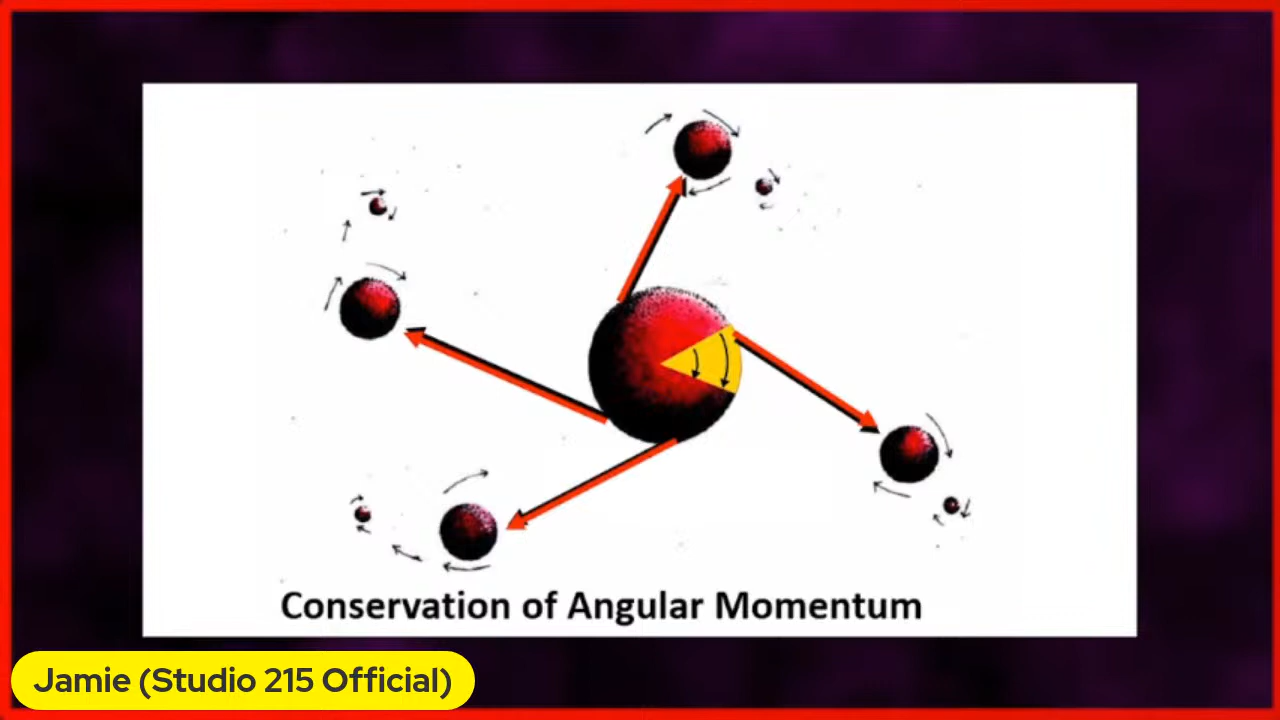 Conservation of Angular Momentum
Jamie (Studio 215 Official)